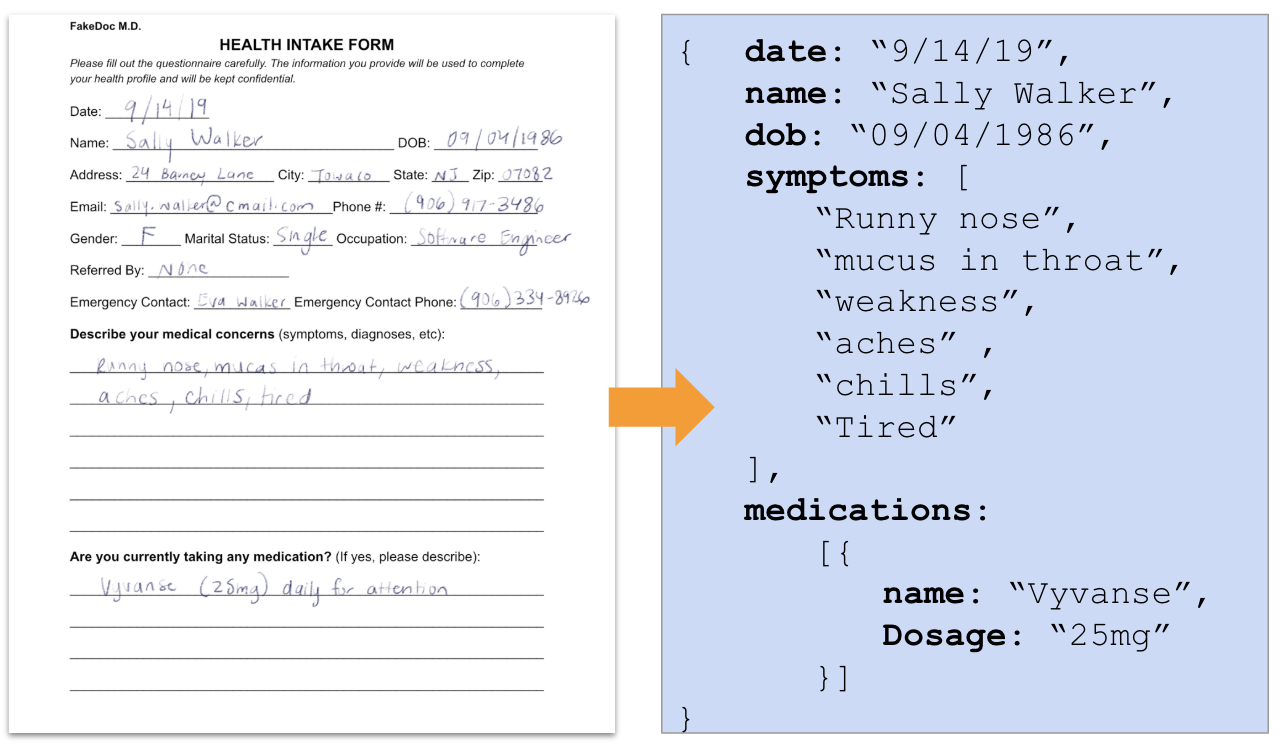 FakeDoc M.D.
HEALTH INTAKE FORM
Please fill out the questionnaire carefully. The information you provide will be used to complete
your health profile and will be kept confidential.
Date: 9/14/19
Name: Sally Walker DOB: 09/04/1986
Address: 24 Barney Lane City: Towaco State: NJ Zip: 07082
Email: Sally.walker@cmail.com Phone #: (906) 917-3486
Gender: F Marital Status: Single Occupation: Software Engineer
Referred By: None
Emergency Contact: Eva Walker Emergency Contact Phone: (906)334-8926
Describe your medical concerns (symptoms, diagnoses, etc):
Runny nose, mucas in throat, weakness,
aches, chills, tired
Are you currently taking any medication? (If yes, please describe):
Vyvanse (25mg) daily for attention
{ date: “9/14/19”,
name: “Sally Walker”,
dob: “09/04/1986”,
symptoms: [
“Runny nose”,
“mucus in throat”,
“weakness”,
“aches” ,
“chills”,
“Tired”
],
medications:
[{
name: “Vyvanse”,
Dosage: “25mg”
}]
}